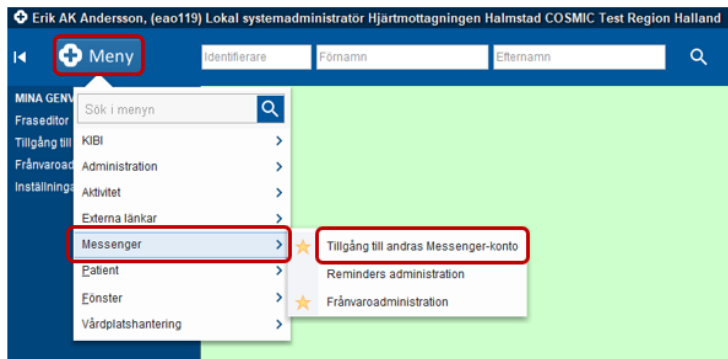 Erik AK Andersson, (eao119) Lokal systemadministratör Hjärtmottagningen Halmstad COSMIC Test Region Halland
Meny
Identifierare
Förnamn
Efternamn
MINA GENV
Sök i menyn
Fraseditor
KIBI
Tillgång till
Administration
Frånvaroad
Aktivitet
Inställninga
Externa länkar
Messenger
Tillgång till andras Messenger-konto
Patient
Reminders administration
Fönster
Frånvaroadministration
Vårdplatshantering